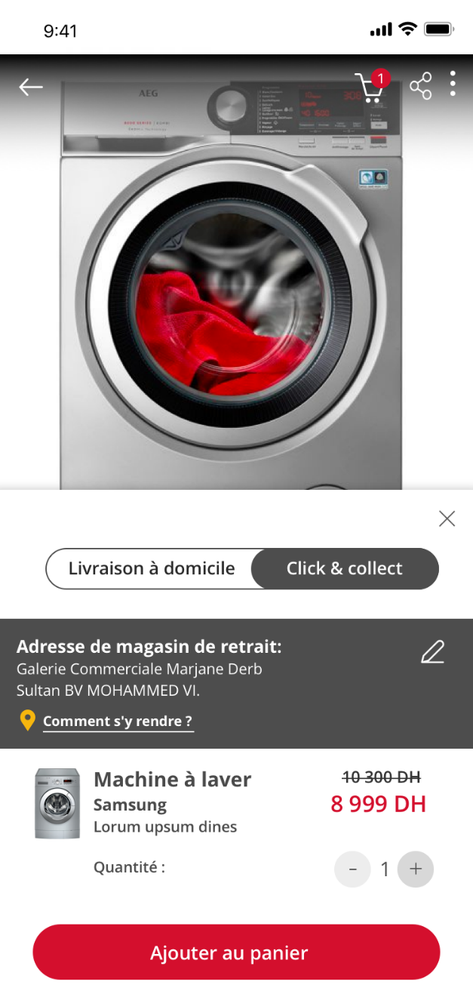 9:41
1
AEG
8000 SERIES
Livraison à domicile
Click & collect
Adresse de magasin de retrait:
Galerie Commerciale Marjane Derb
Sultan BV MOHAMMED VI.
Comment s'y rendre ?
Machine à laver
10 300 DH
Samsung
8 999 DH
Lorum upsum dines
Quantité :
- 1 +
Ajouter au panier